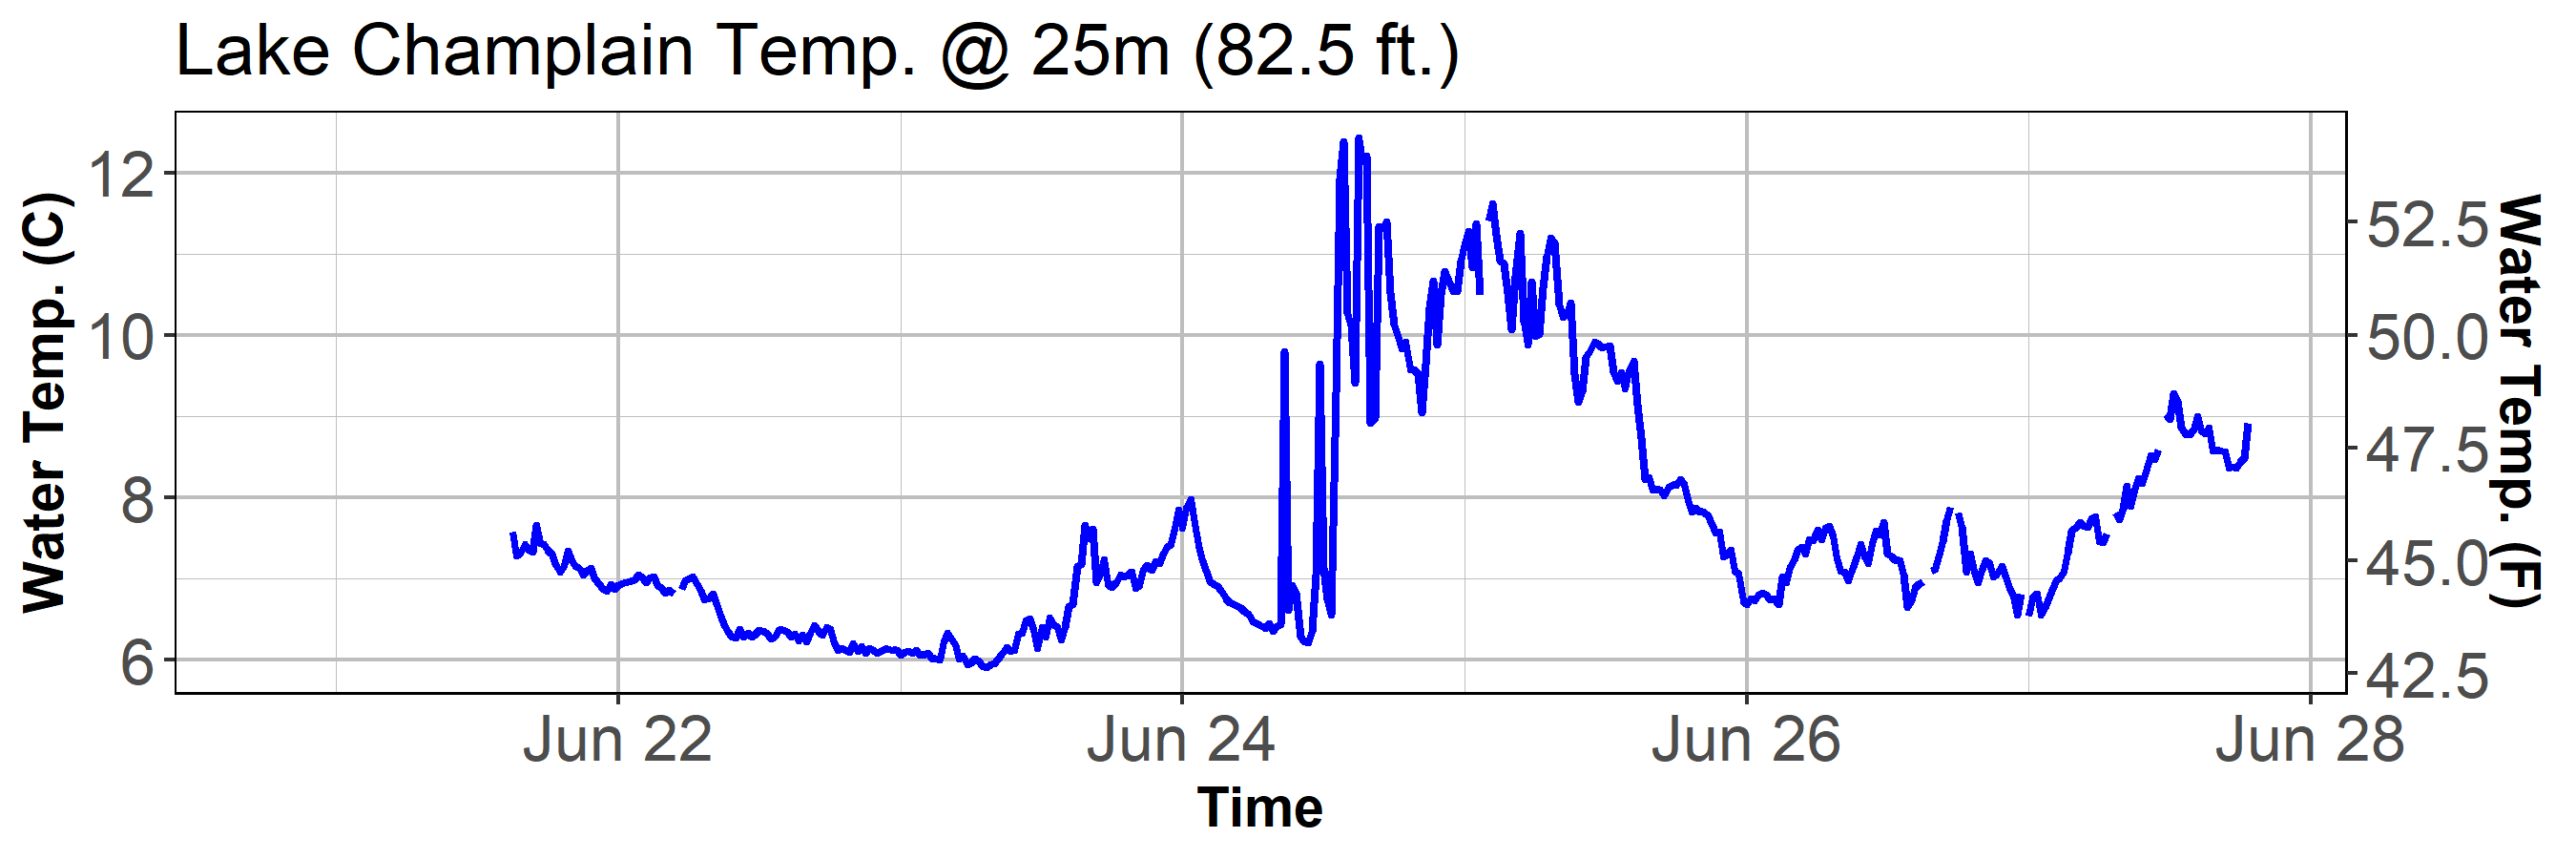 Lake Champlain Temp. @ 25m (82.5 ft.)
Water Temp. (C)
12
10
8
6
52.5
50.0
47.5
45.0
42.5
Water Temp. (F)
Jun 22
Jun 24
Jun 26
Jun 28
Time